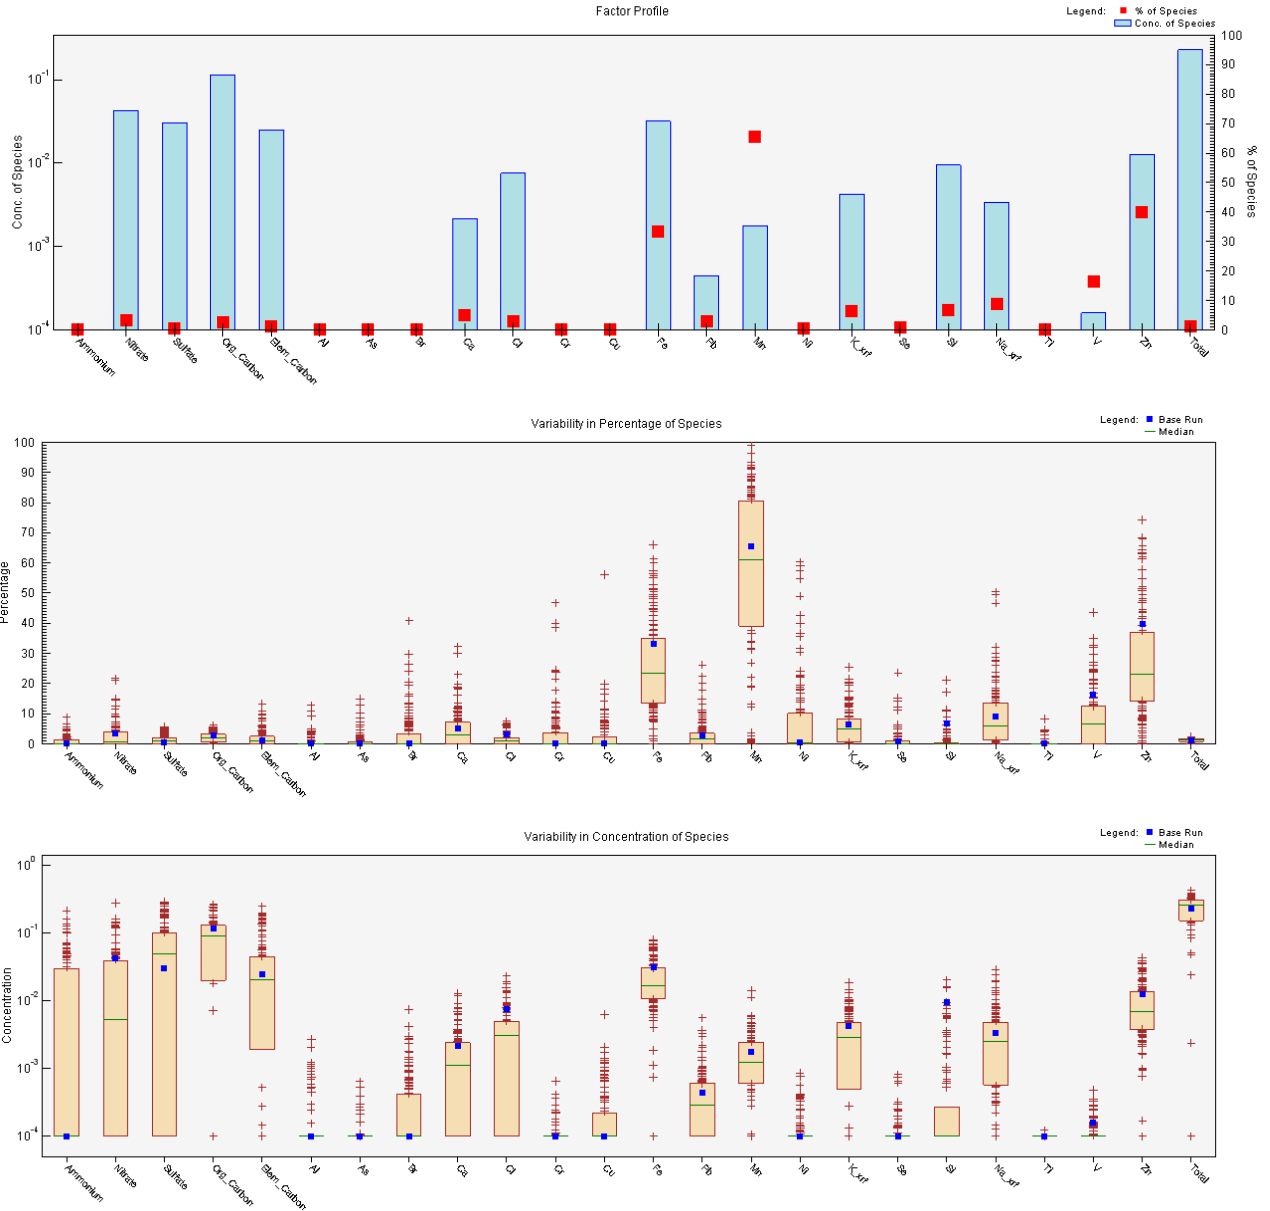 Factor Profile
Legend: % of Species
Conc. of Species
Conc. of Species
10^-1
10^-2
10^-3
10^-4
100
90
80
70
60
50
40
30
20
10
0
% of Species
Ammonium Nitrate Sulfate Org_Carbon Elem_Carbon Al As Br Ca Cl Cr Cu Fe Pb Mn Ni K_xrf Se Si Na_xrf Ti V Zn Total
Variability in Percentage of Species
Legend: Base Run
Median
Percentage
100
90
80
70
60
50
40
30
20
10
0
Ammonium Nitrate Sulfate Org_Carbon Elem_Carbon Al As Br Ca Cl Cr Cu Fe Pb Mn Ni K_xrf Se Si Na_xrf Ti V Zn Total
Variability in Concentration of Species
Legend: Base Run
Median
Concentration
10^0
10^-1
10^-2
10^-3
10^-4
Ammonium Nitrate Sulfate Org_Carbon Elem_Carbon Al As Br Ca Cl Cr Cu Fe Pb Mn Ni K_xrf Se Si Na_xrf Ti V Zn Total